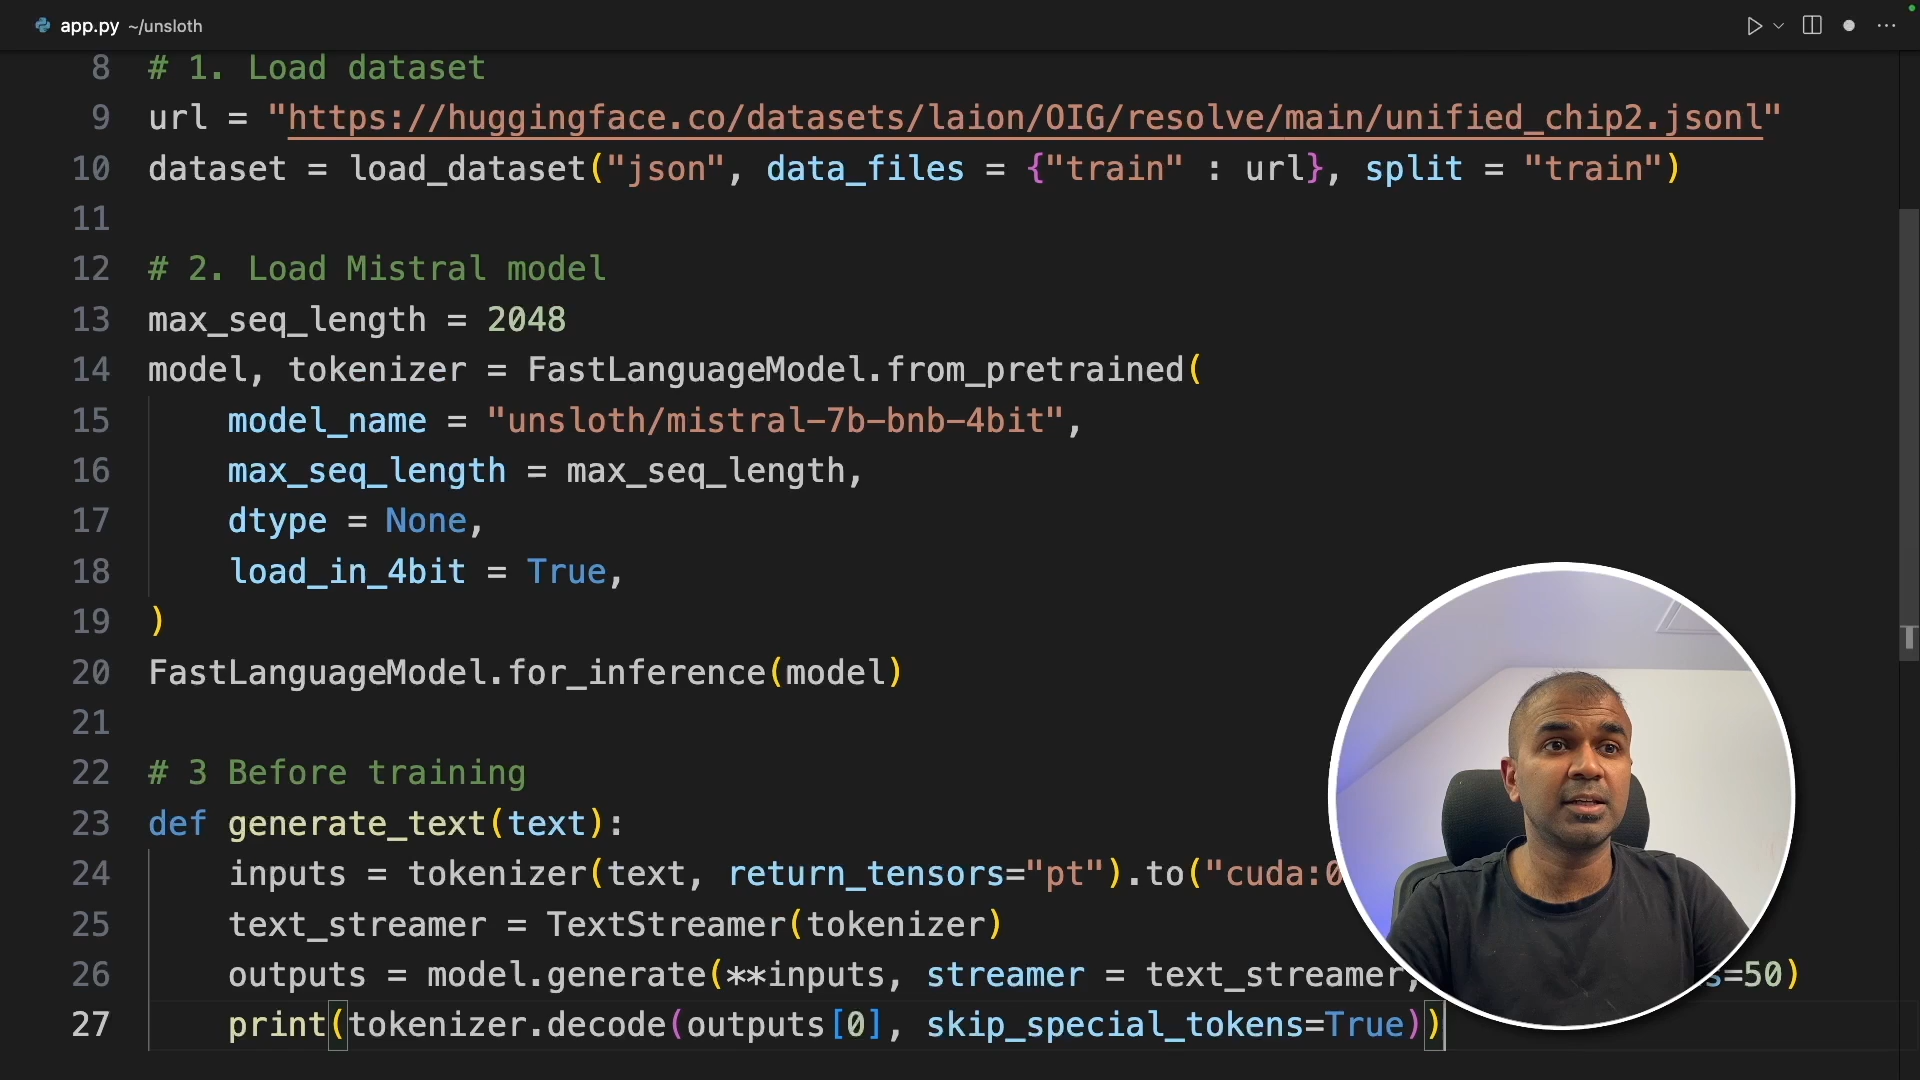 app.py ~/unsloth
8 # 1. Load dataset
9 url = "https://huggingface.co/datasets/laion/OIG/resolve/main/unified_chip2.jsonl"
10 dataset = load_dataset("json", data_files = {"train" : url}, split = "train")
11
12 # 2. Load Mistral model
13 max_seq_length = 2048
14 model, tokenizer = FastLanguageModel.from_pretrained(
15 model_name = "unsloth/mistral-7b-bnb-4bit",
16 max_seq_length = max_seq_length,
17 dtype = None,
18 load_in_4bit = True,
19 )
20 FastLanguageModel.for_inference(model)
21
22 # 3 Before training
23 def generate_text(text):
24 inputs = tokenizer(text, return_tensors="pt").to("cuda:0
25 text_streamer = TextStreamer(tokenizer)
26 outputs = model.generate(**inputs, streamer = text_streamer, s=50)
27 print(tokenizer.decode(outputs[0], skip_special_tokens=True))